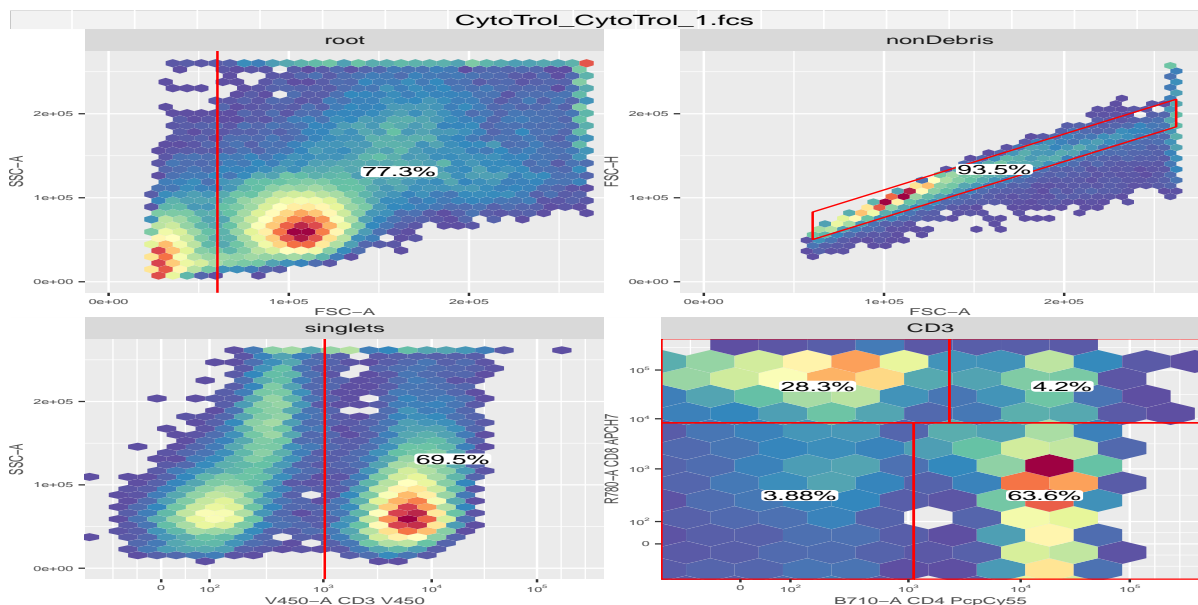 CytoTrol_CytoTrol_1.fcs
root
SSC-A
2e+05
1e+05
0e+00
77.3%
0e+00 1e+05 2e+05
FSC-A
nonDebris
FSC-H
2e+05
1e+05
0e+00
93.5%
0e+00 1e+05 2e+05
FSC-A
singlets
SSC-A
2e+05
1e+05
0e+00
69.5%
0 10² 10³ 10⁴ 10⁵
V450-A CD3 V450
CD3
R780-A CD8 APCH7
10⁵
10⁴
10³
10²
0
28.3% 4.2%
3.88% 63.6%
0 10² 10³ 10⁴ 10⁵
B710-A CD4 PcpCy55